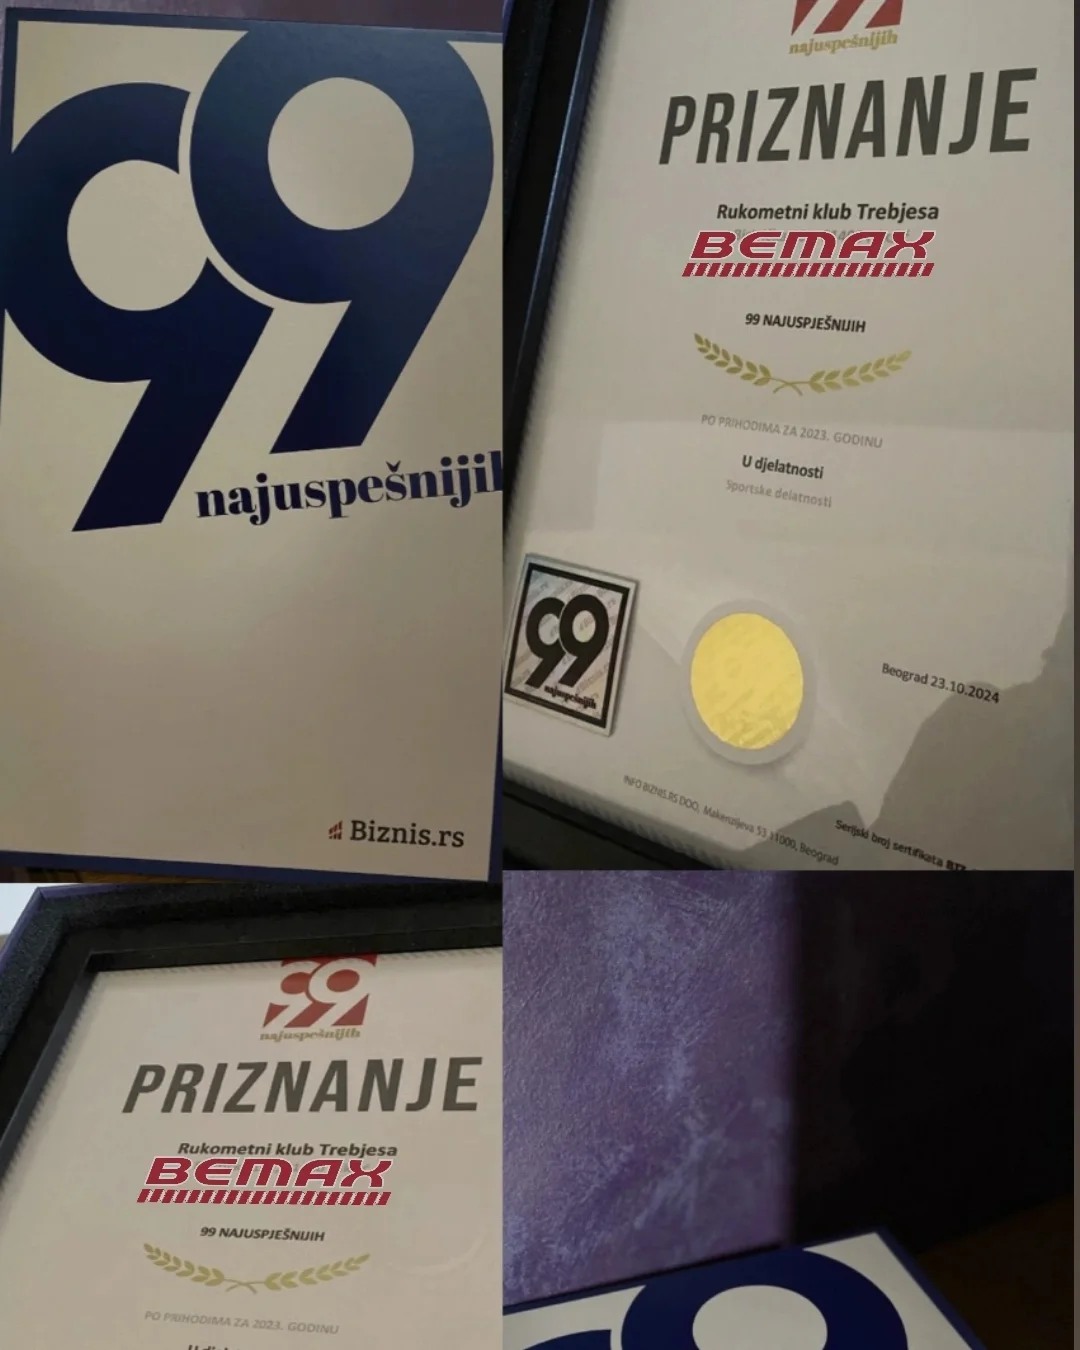 99
najuspešnijih
Biznis.rs
najuspešnijih
PRIZNANJE
Rukometni klub Trebjesa
BEMAX
99 NAJUSPJEŠNIJIH
PO PRIHODIMA ZA 2023. GODINU
U djelatnosti
Sportske delatnosti
99
najuspešnijih
Beograd 23.10.2024
INFO BIZNIS.RS DOO, Makenzijeva 53 11000, Beograd
Serijski broj sertifikata
99
najuspešnijih
PRIZNANJE
Rukometni klub Trebjesa
BEMAX
99 NAJUSPJEŠNIJIH
PO PRIHODIMA ZA 2023. GODINU